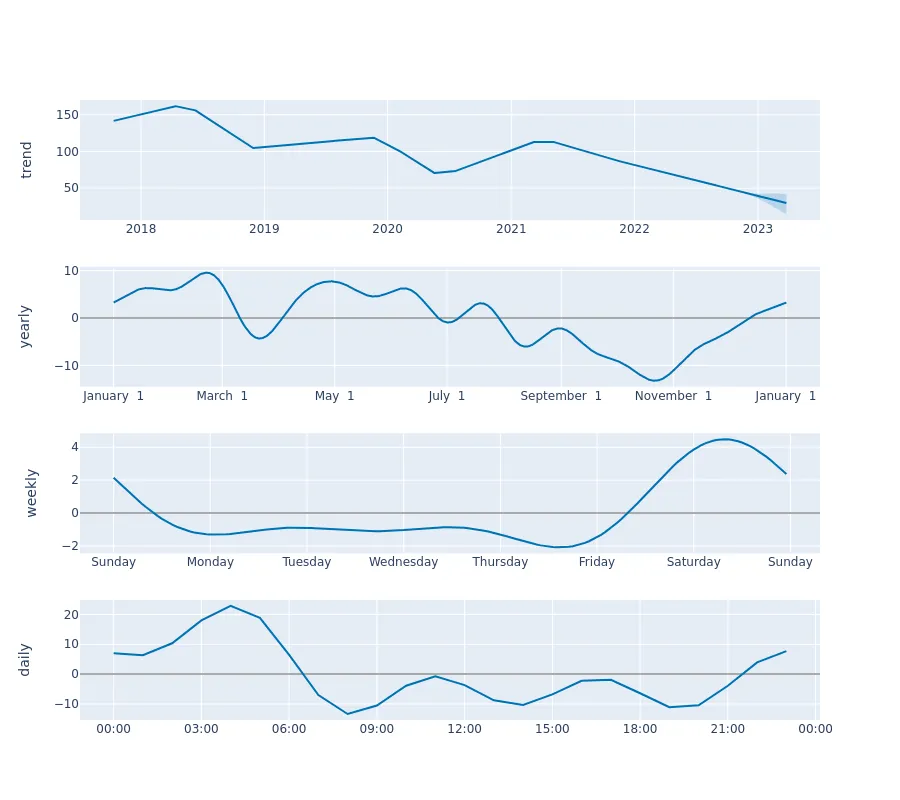 trend
150
100
50
2018 2019 2020 2021 2022 2023
yearly
10
0
−10
January 1 March 1 May 1 July 1 September 1 November 1 January 1
weekly
4
2
0
−2
Sunday Monday Tuesday Wednesday Thursday Friday Saturday Sunday
daily
20
10
0
−10
00:00 03:00 06:00 09:00 12:00 15:00 18:00 21:00 00:00